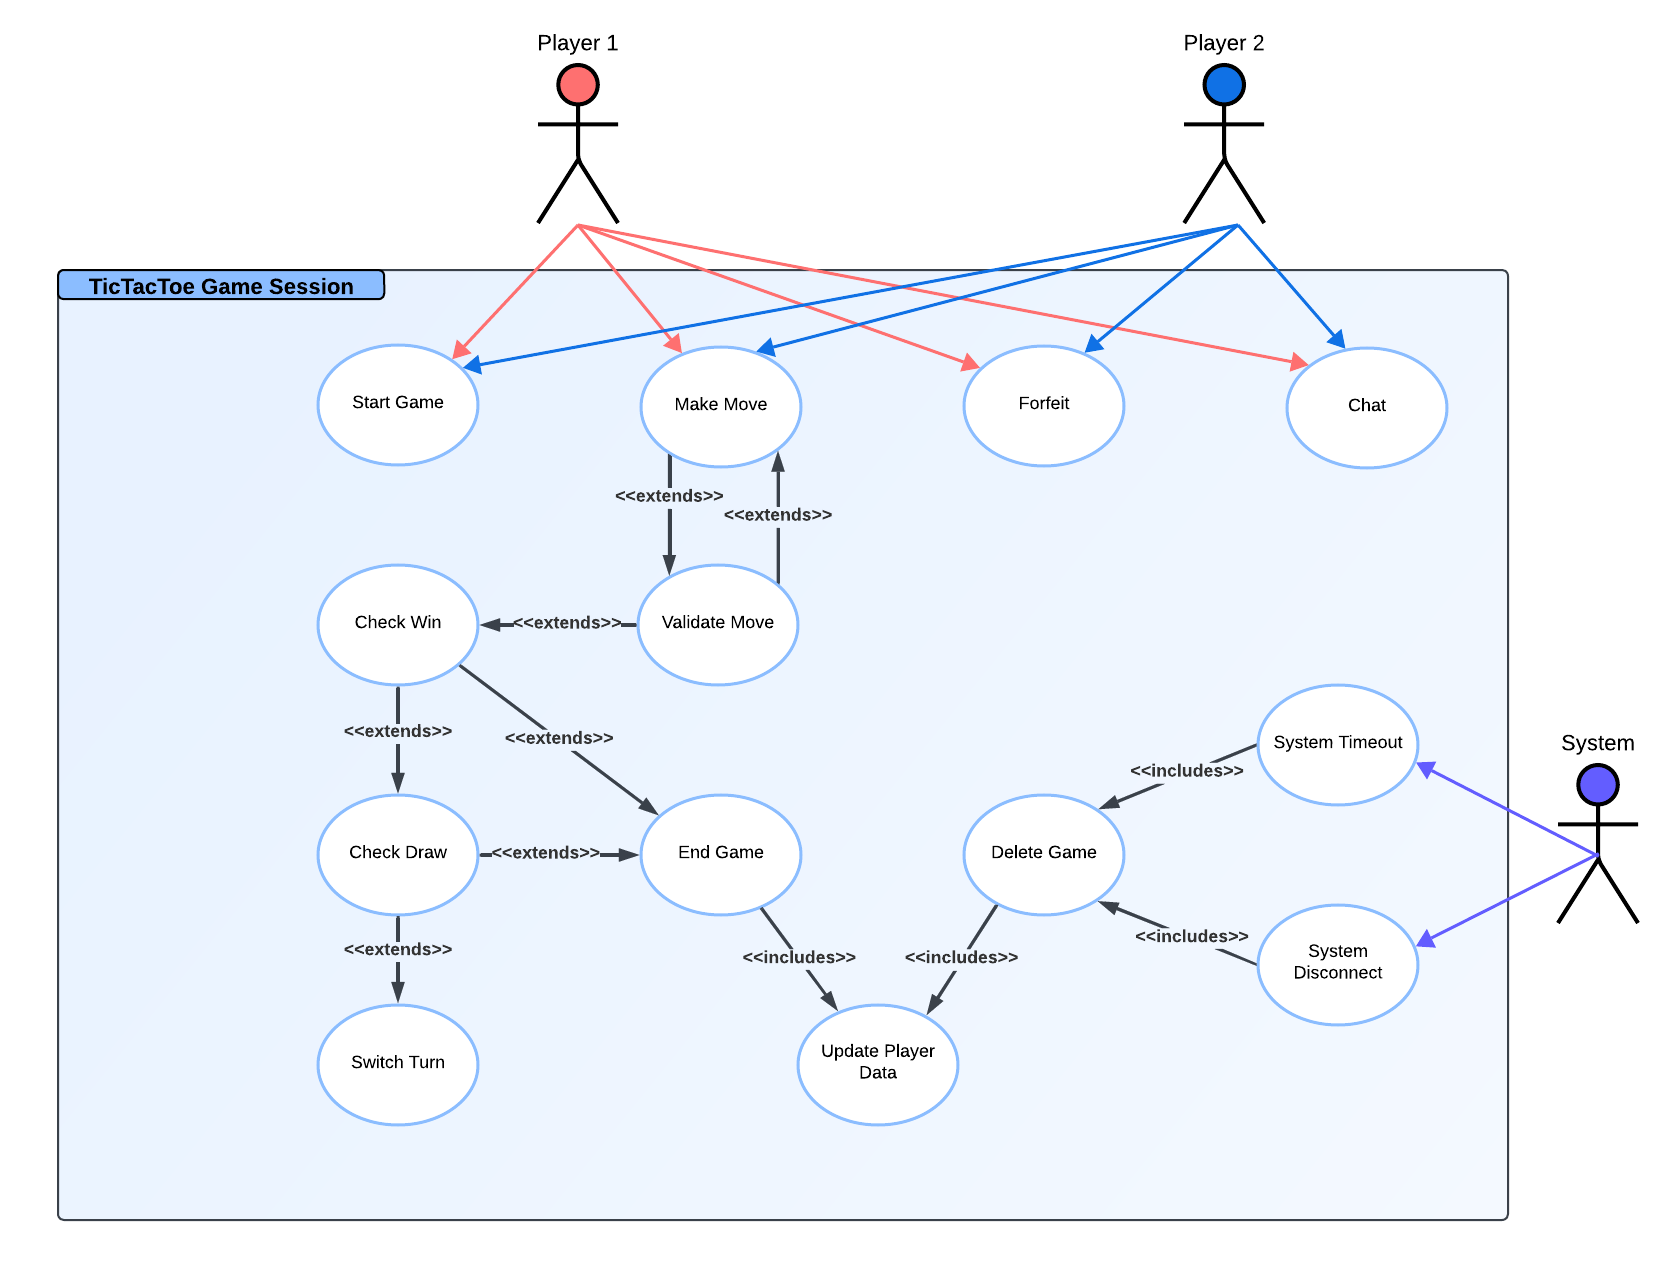 Player 1
Player 2
TicTacToe Game Session
Start Game
Make Move
Forfeit
Chat
<<extends>>
<<extends>>
Check Win
<<extends>>
Validate Move
<<extends>>
<<extends>>
System Timeout
System
<<includes>>
Check Draw
<<extends>>
End Game
Delete Game
<<extends>>
<<includes>>
<<includes>>
<<includes>>
System
Disconnect
Switch Turn
Update Player
Data